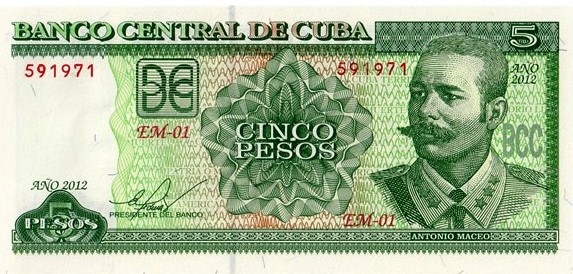 BANCO CENTRAL DE CUBA 5
591971
591971
AÑO
2012
EM-01
CINCO
PESOS
BCC
AÑO 2012
PRESIDENTE DEL BANCO
EM-01
5
PESOS
ANTONIO MACEO